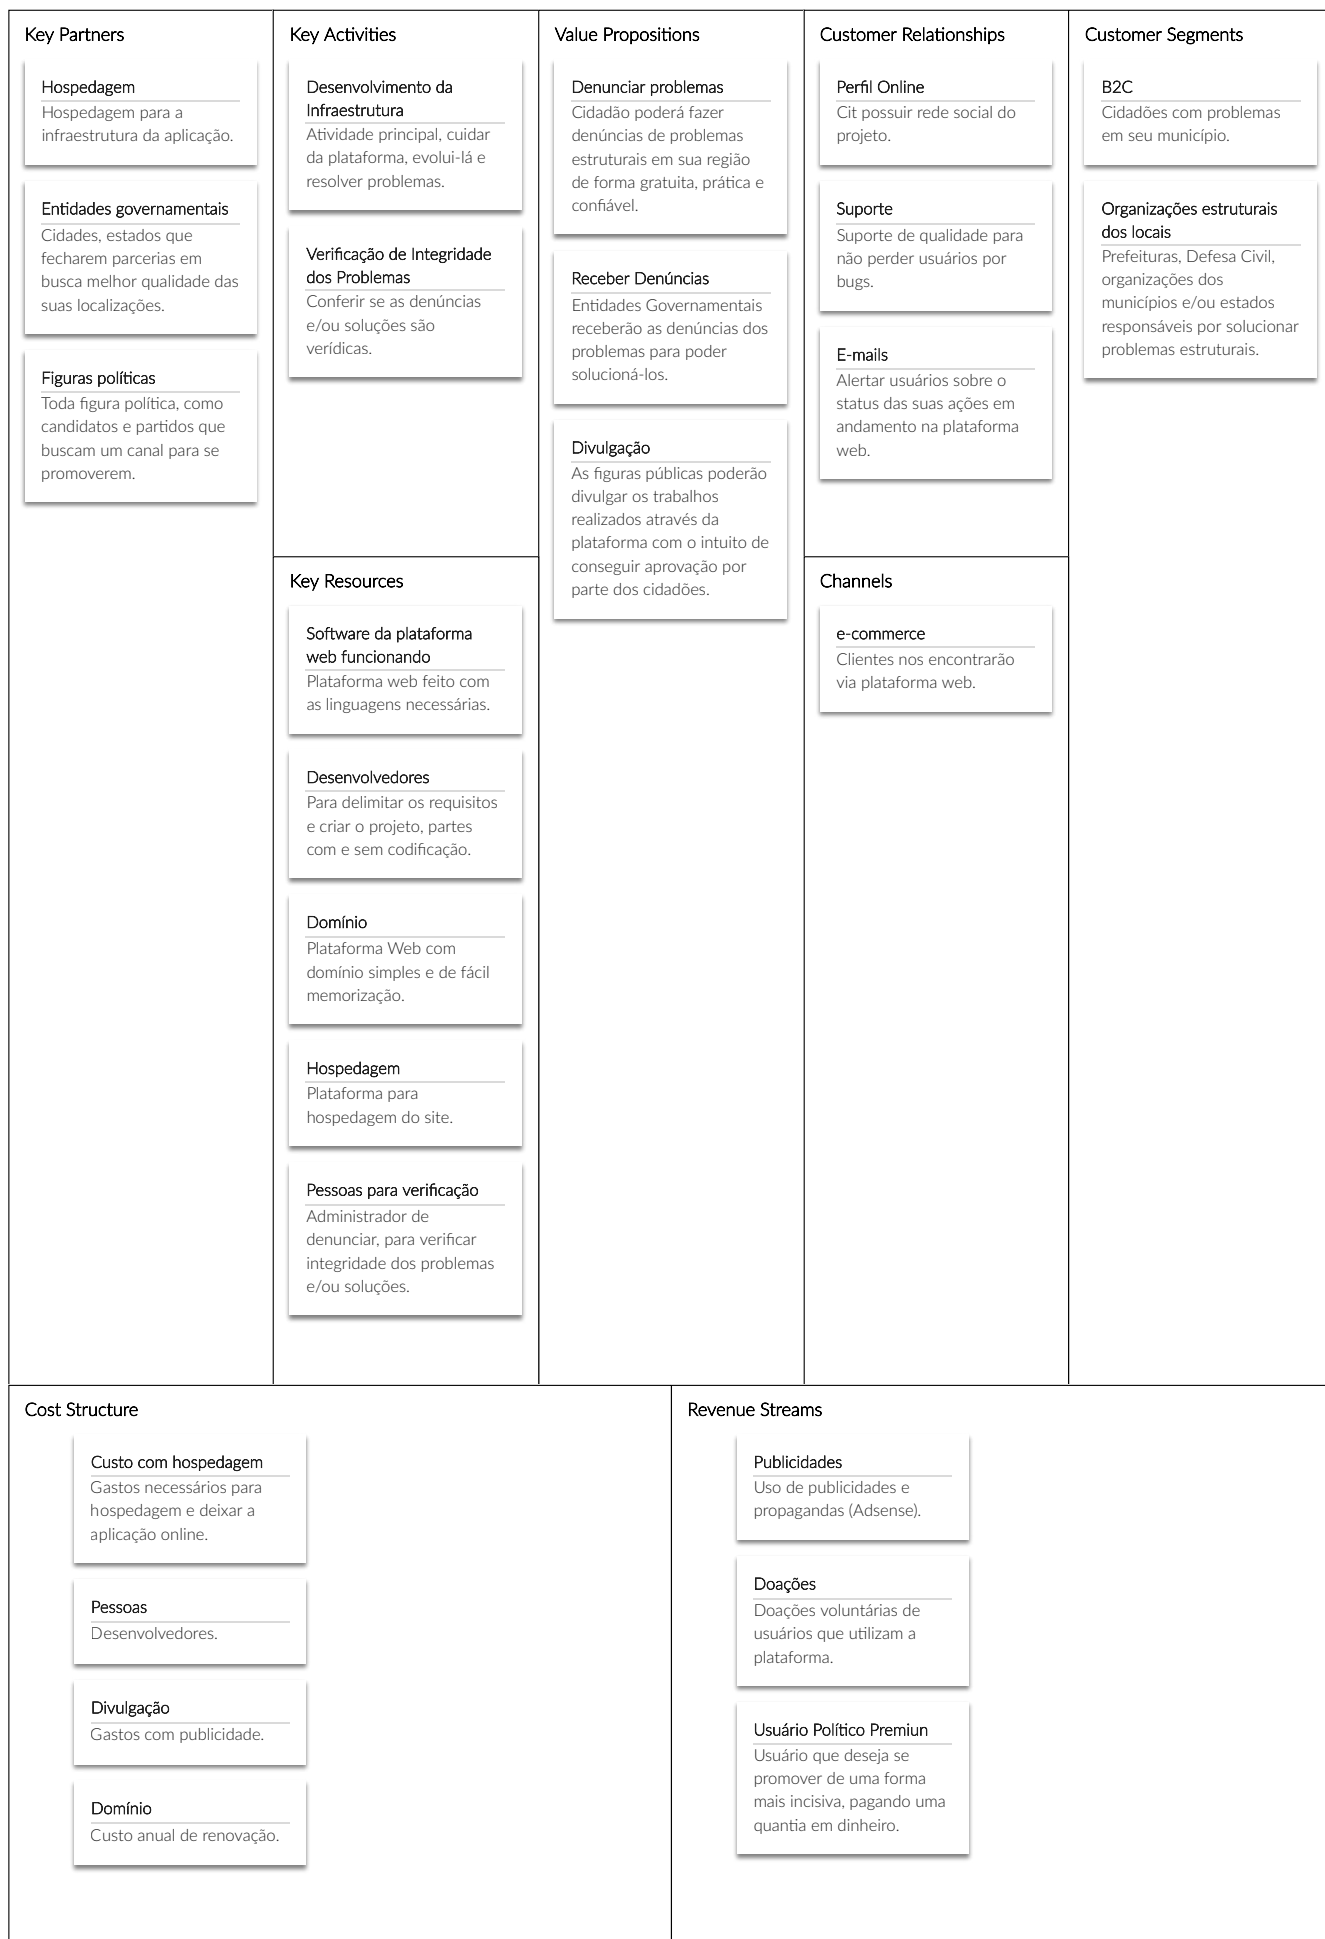 Key Partners
Hospedagem
Hospedagem para a
infraestrutura da aplicação.
Entidades governamentais
Cidades, estados que
fecharem parcerias em
busca melhor qualidade das
suas localizações.
Figuras políticas
Toda figura política, como
candidatos e partidos que
buscam um canal para se
promoverem.
Key Activities
Desenvolvimento da
Infraestrutura
Atividade principal, cuidar
da plataforma, evolui-lá e
resolver problemas.
Verificação de Integridade
dos Problemas
Conferir se as denúncias
e/ou soluções são
verídicas.
Key Resources
Software da plataforma
web funcionando
Plataforma web feito com
as linguagens necessárias.
Desenvolvedores
Para delimitar os requisitos
e criar o projeto, partes
com e sem codificação.
Domínio
Plataforma Web com
domínio simples e de fácil
memorização.
Hospedagem
Plataforma para
hospedagem do site.
Pessoas para verificação
Administrador de
denunciar, para verificar
integridade dos problemas
e/ou soluções.
Value Propositions
Denunciar problemas
Cidadão poderá fazer
denúncias de problemas
estruturais em sua região
de forma gratuita, prática e
confiável.
Receber Denúncias
Entidades Governamentais
receberão as denúncias dos
problemas para poder
solucioná-los.
Divulgação
As figuras públicas poderão
divulgar os trabalhos
realizados através da
plataforma com o intuito de
conseguir aprovação por
parte dos cidadões.
Customer Relationships
Perfil Online
Cit possuir rede social do
projeto.
Suporte
Suporte de qualidade para
não perder usuários por
bugs.
E-mails
Alertar usuários sobre o
status das suas ações em
andamento na plataforma
web.
Channels
e-commerce
Clientes nos encontrarão
via plataforma web.
Customer Segments
B2C
Cidadões com problemas
em seu município.
Organizações estruturais
dos locais
Prefeituras, Defesa Civil,
organizações dos
municípios e/ou estados
responsáveis por solucionar
problemas estruturais.
Cost Structure
Custo com hospedagem
Gastos necessários para
hospedagem e deixar a
aplicação online.
Pessoas
Desenvolvedores.
Divulgação
Gastos com publicidade.
Domínio
Custo anual de renovação.
Revenue Streams
Publicidades
Uso de publicidades e
propagandas (Adsense).
Doações
Doações voluntárias de
usuários que utilizam a
plataforma.
Usuário Político Premiun
Usuário que deseja se
promover de uma forma
mais incisiva, pagando uma
quantia em dinheiro.